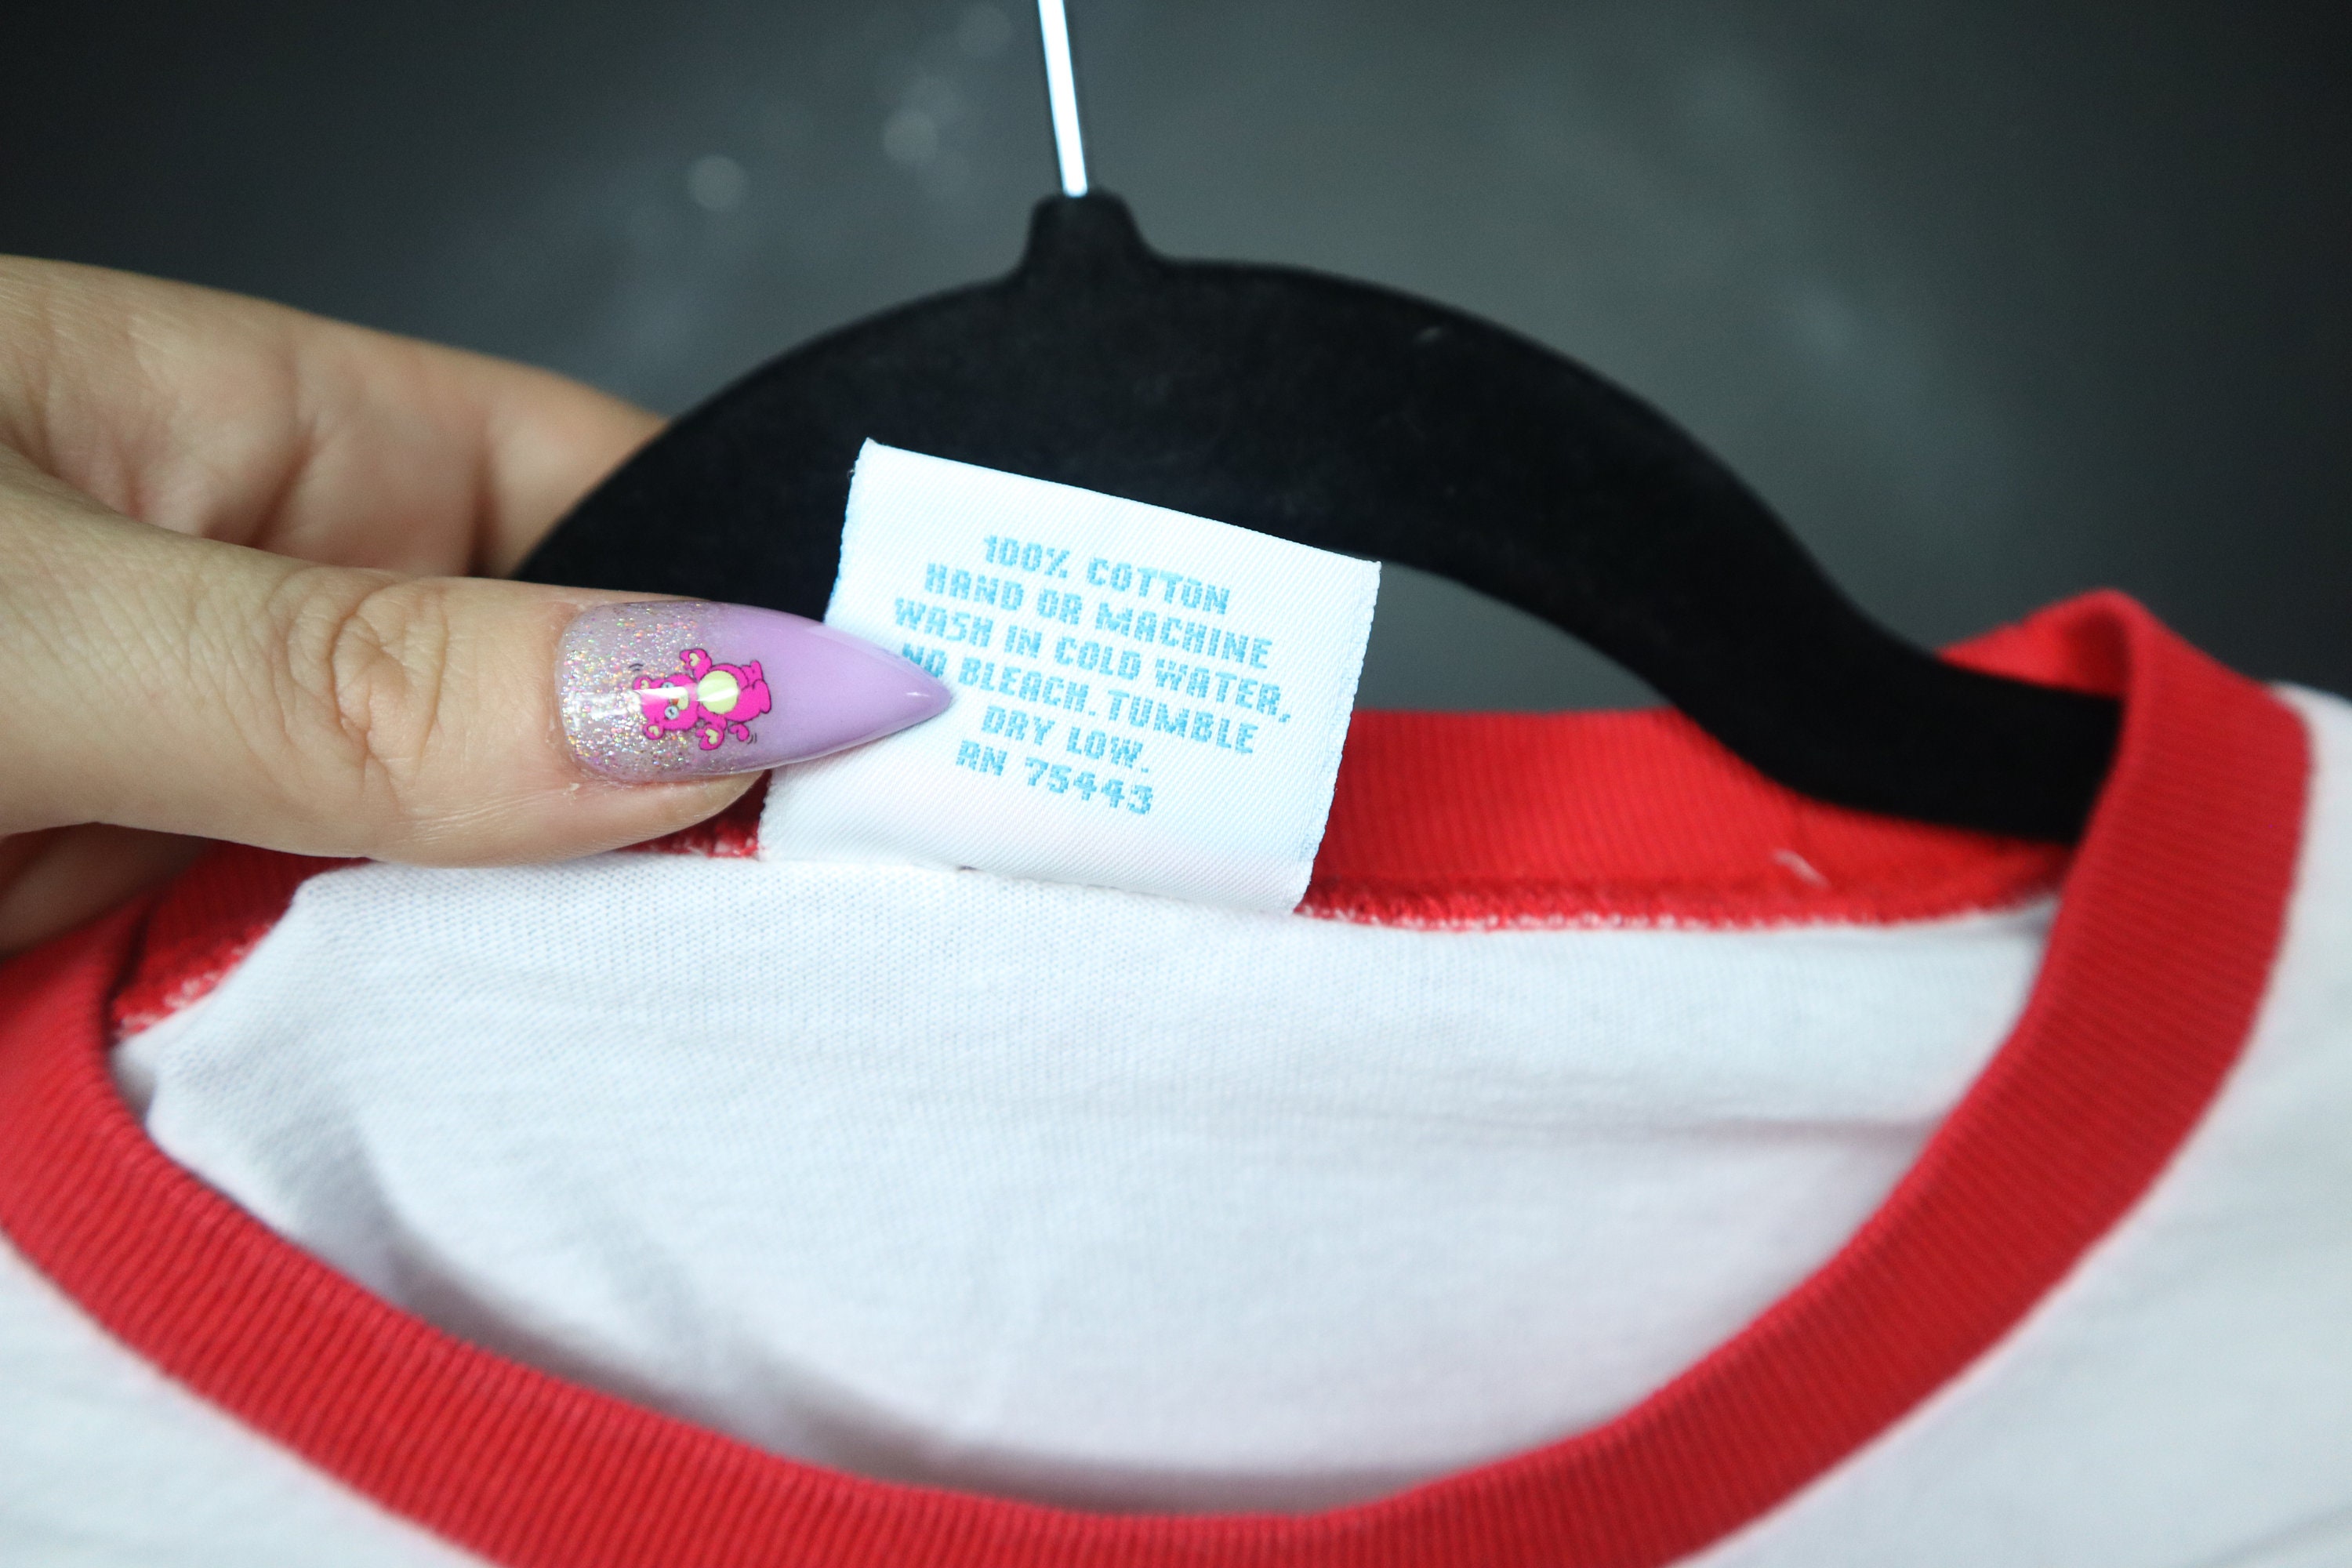 100% COTTON
HAND OR MACHINE
WASH IN COLD WATER,
NO BLEACH. TUMBLE
DRY LOW.
RN 75443